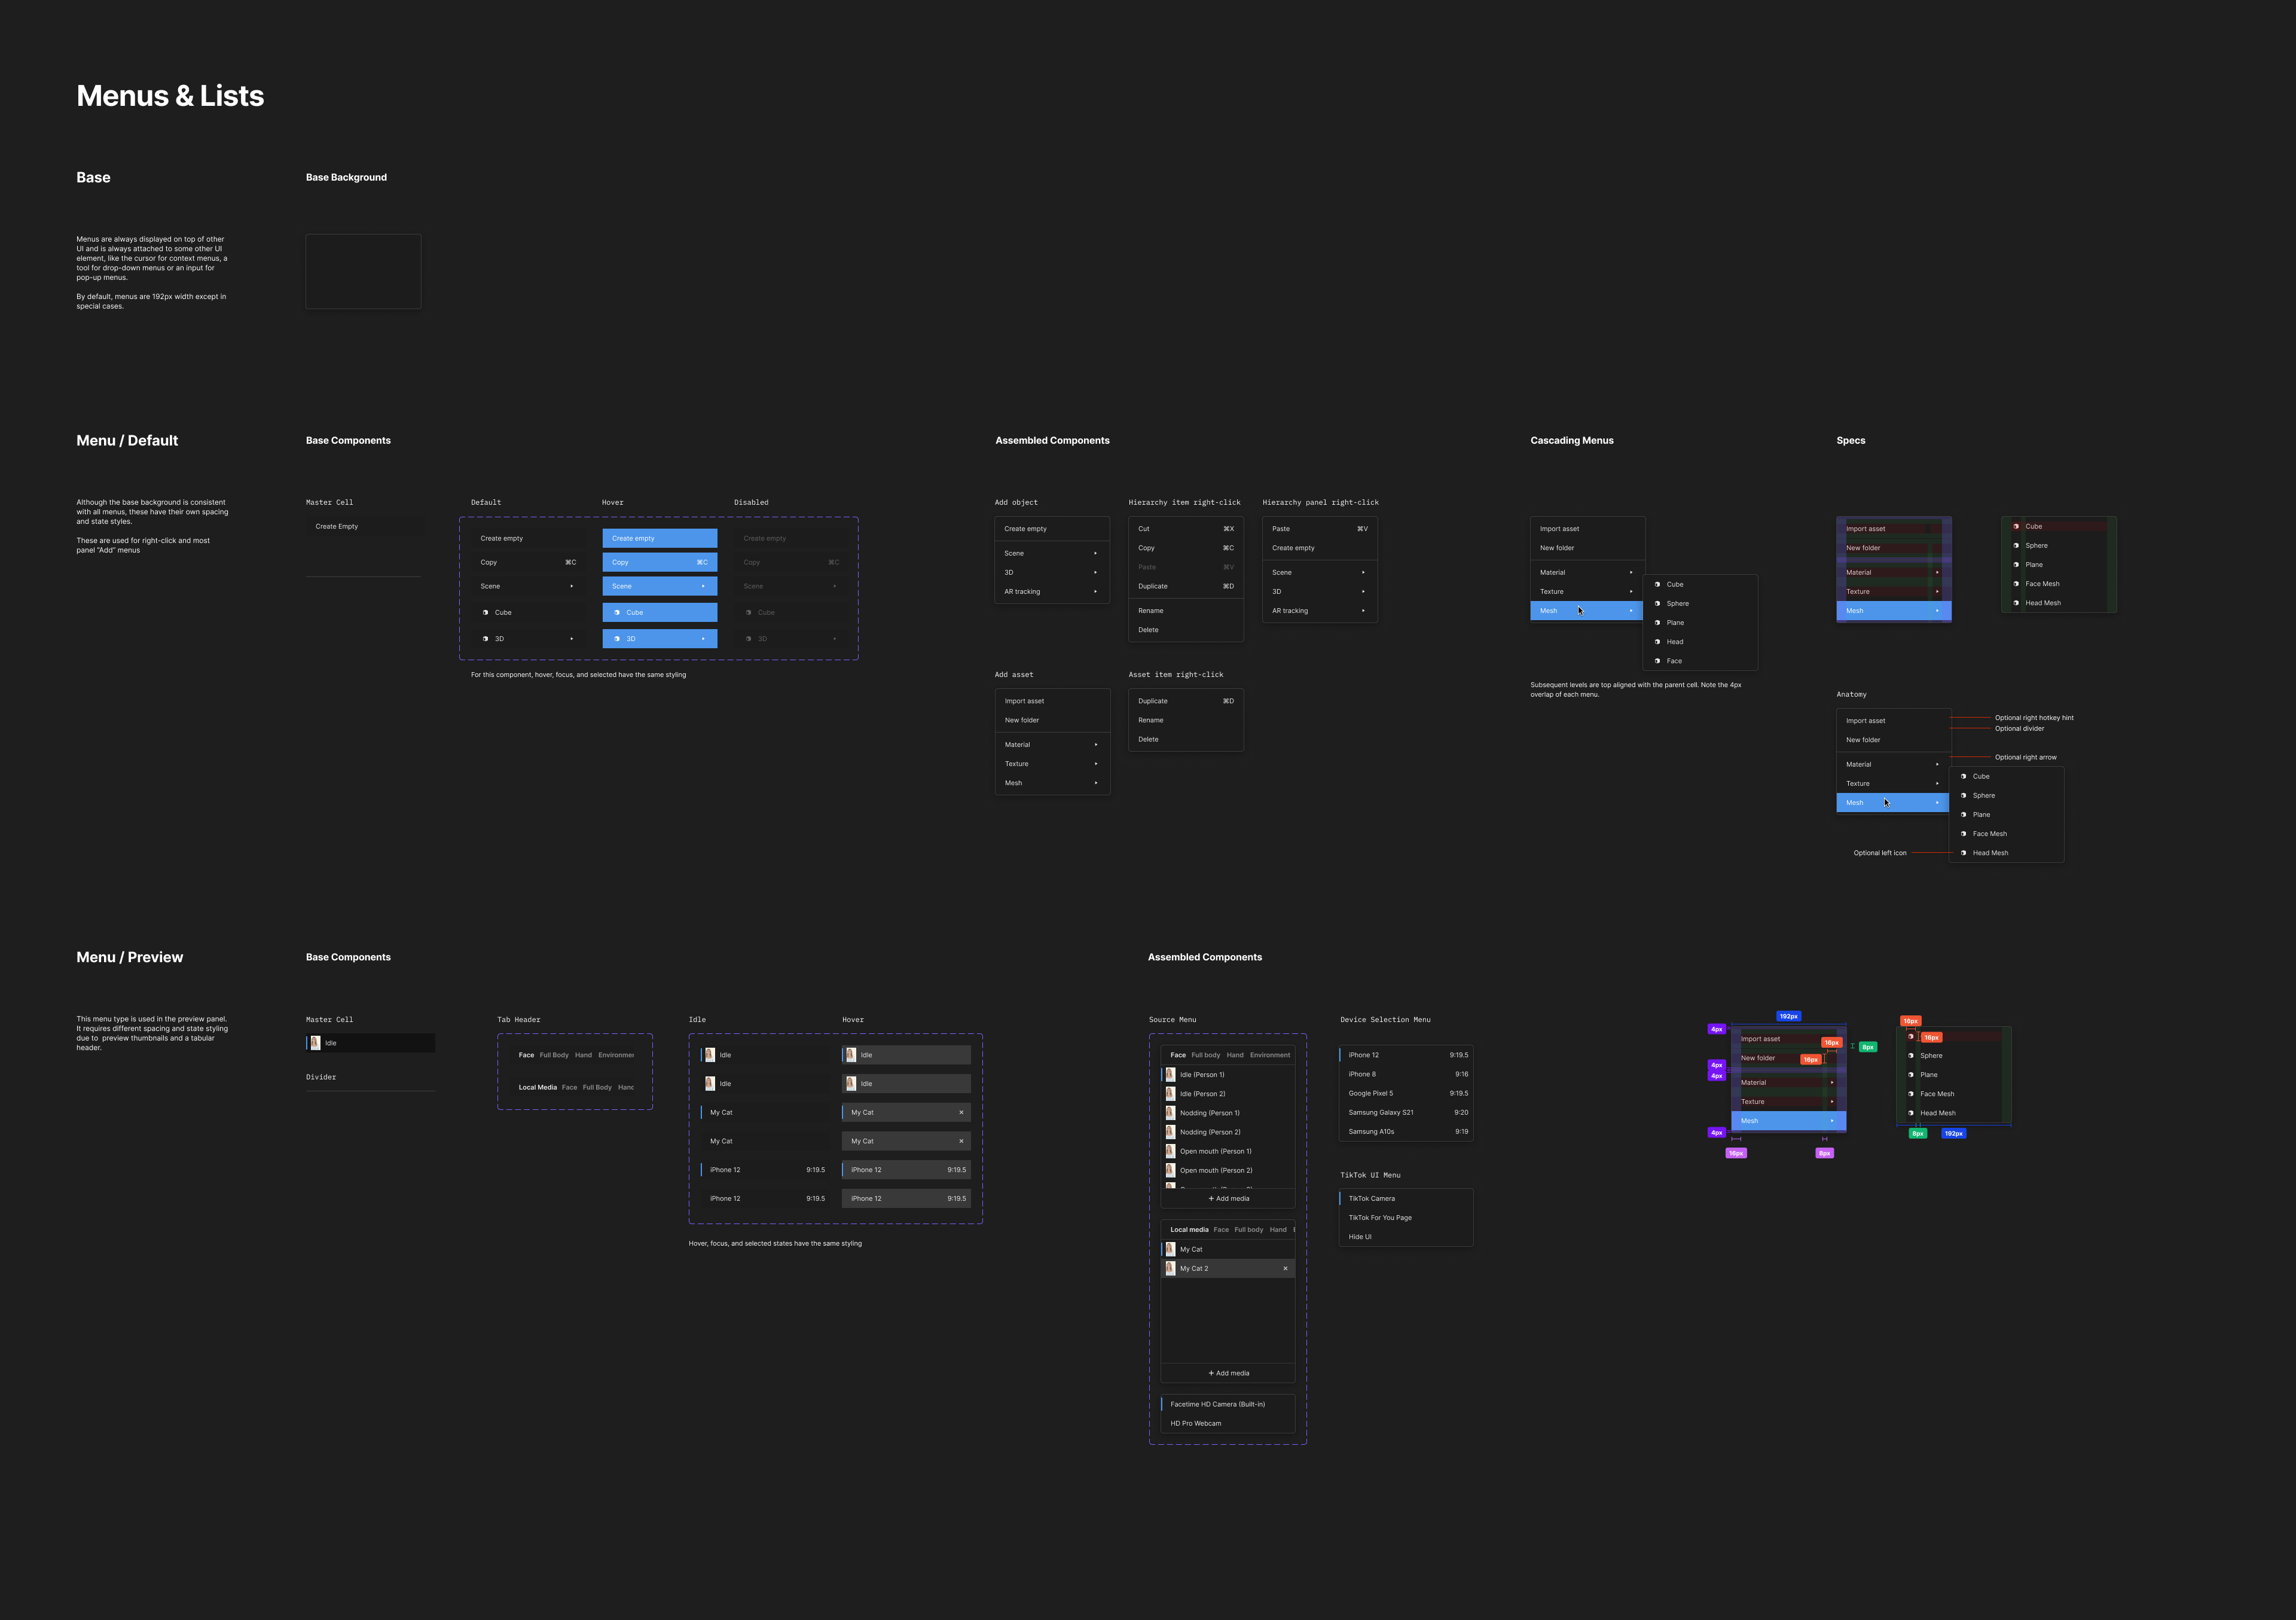 Menus & Lists
Base
Base Background
Menus are always displayed on top of other
UI and is always attached to some other UI
element, like the cursor for context menus, a
tool for drop-down menus or an input for
pop-up menus.
By default, menus are 192px width except in
special cases.
Menu / Default
Base Components
Assembled Components
Cascading Menus
Specs
Although the base background is consistent
with all menus, these have their own spacing
and state styles.
These are used for right-click and most
panel "Add" menus
Master Cell
Create Empty
Default
Create empty
Copy ⌘C
Scene
Cube
3D
Hover
Create empty
Copy ⌘C
Scene
Cube
3D
Disabled
Create empty
Copy ⌘C
Scene
Cube
3D
For this component, hover, focus, and selected have the same styling
Add object
Create empty
Scene
3D
AR tracking
Hierarchy item right-click
Cut ⌘X
Copy ⌘C
Paste ⌘V
Duplicate ⌘D
Rename
Delete
Hierarchy panel right-click
Paste ⌘V
Create empty
Scene
3D
AR tracking
Add asset
Import asset
New folder
Material
Texture
Mesh
Asset item right-click
Duplicate ⌘D
Rename
Delete
Import asset
New folder
Material
Texture
Mesh
Cube
Sphere
Plane
Head
Face
Subsequent levels are top aligned with the parent cell. Note the 4px
overlap of each menu.
Import asset
New folder
Material
Texture
Mesh
Cube
Sphere
Plane
Face Mesh
Head Mesh
Anatomy
Import asset
New folder
Material
Texture
Mesh
Optional right hotkey hint
Optional divider
Optional right arrow
Cube
Sphere
Plane
Face Mesh
Head Mesh
Optional left icon
Menu / Preview
Base Components
Assembled Components
This menu type is used in the preview panel.
It requires different spacing and state styling
due to preview thumbnails and a tabular
header.
Master Cell
Idle
Divider
Tab Header
Face Full Body Hand Environmer
Local Media Face Full Body Hand
Idle
Idle
Idle
My Cat
My Cat
iPhone 12 9:19.5
iPhone 12 9:19.5
Hover
Idle
Idle
My Cat ×
My Cat ×
iPhone 12 9:19.5
iPhone 12 9:19.5
Hover, focus, and selected states have the same styling
Source Menu
Face Full body Hand Environment
Idle (Person 1)
Idle (Person 2)
Nodding (Person 1)
Nodding (Person 2)
Open mouth (Person 1)
Open mouth (Person 2)
+ Add media
Local media Face Full body Hand
My Cat
My Cat 2 ×
+ Add media
Facetime HD Camera (Built-in)
HD Pro Webcam
Device Selection Menu
iPhone 12 9:19.5
iPhone 8 9:16
Google Pixel 5 9:19.5
Samsung Galaxy S21 9:20
Samsung A10s 9:19
TikTok UI Menu
TikTok Camera
TikTok For You Page
Hide UI
192px
4px
Import asset
16px
8px
New folder
16px
4px
4px
Material
Texture
Mesh
4px
16px
8px
16px
16px
Sphere
Plane
Face Mesh
Head Mesh
8px
192px